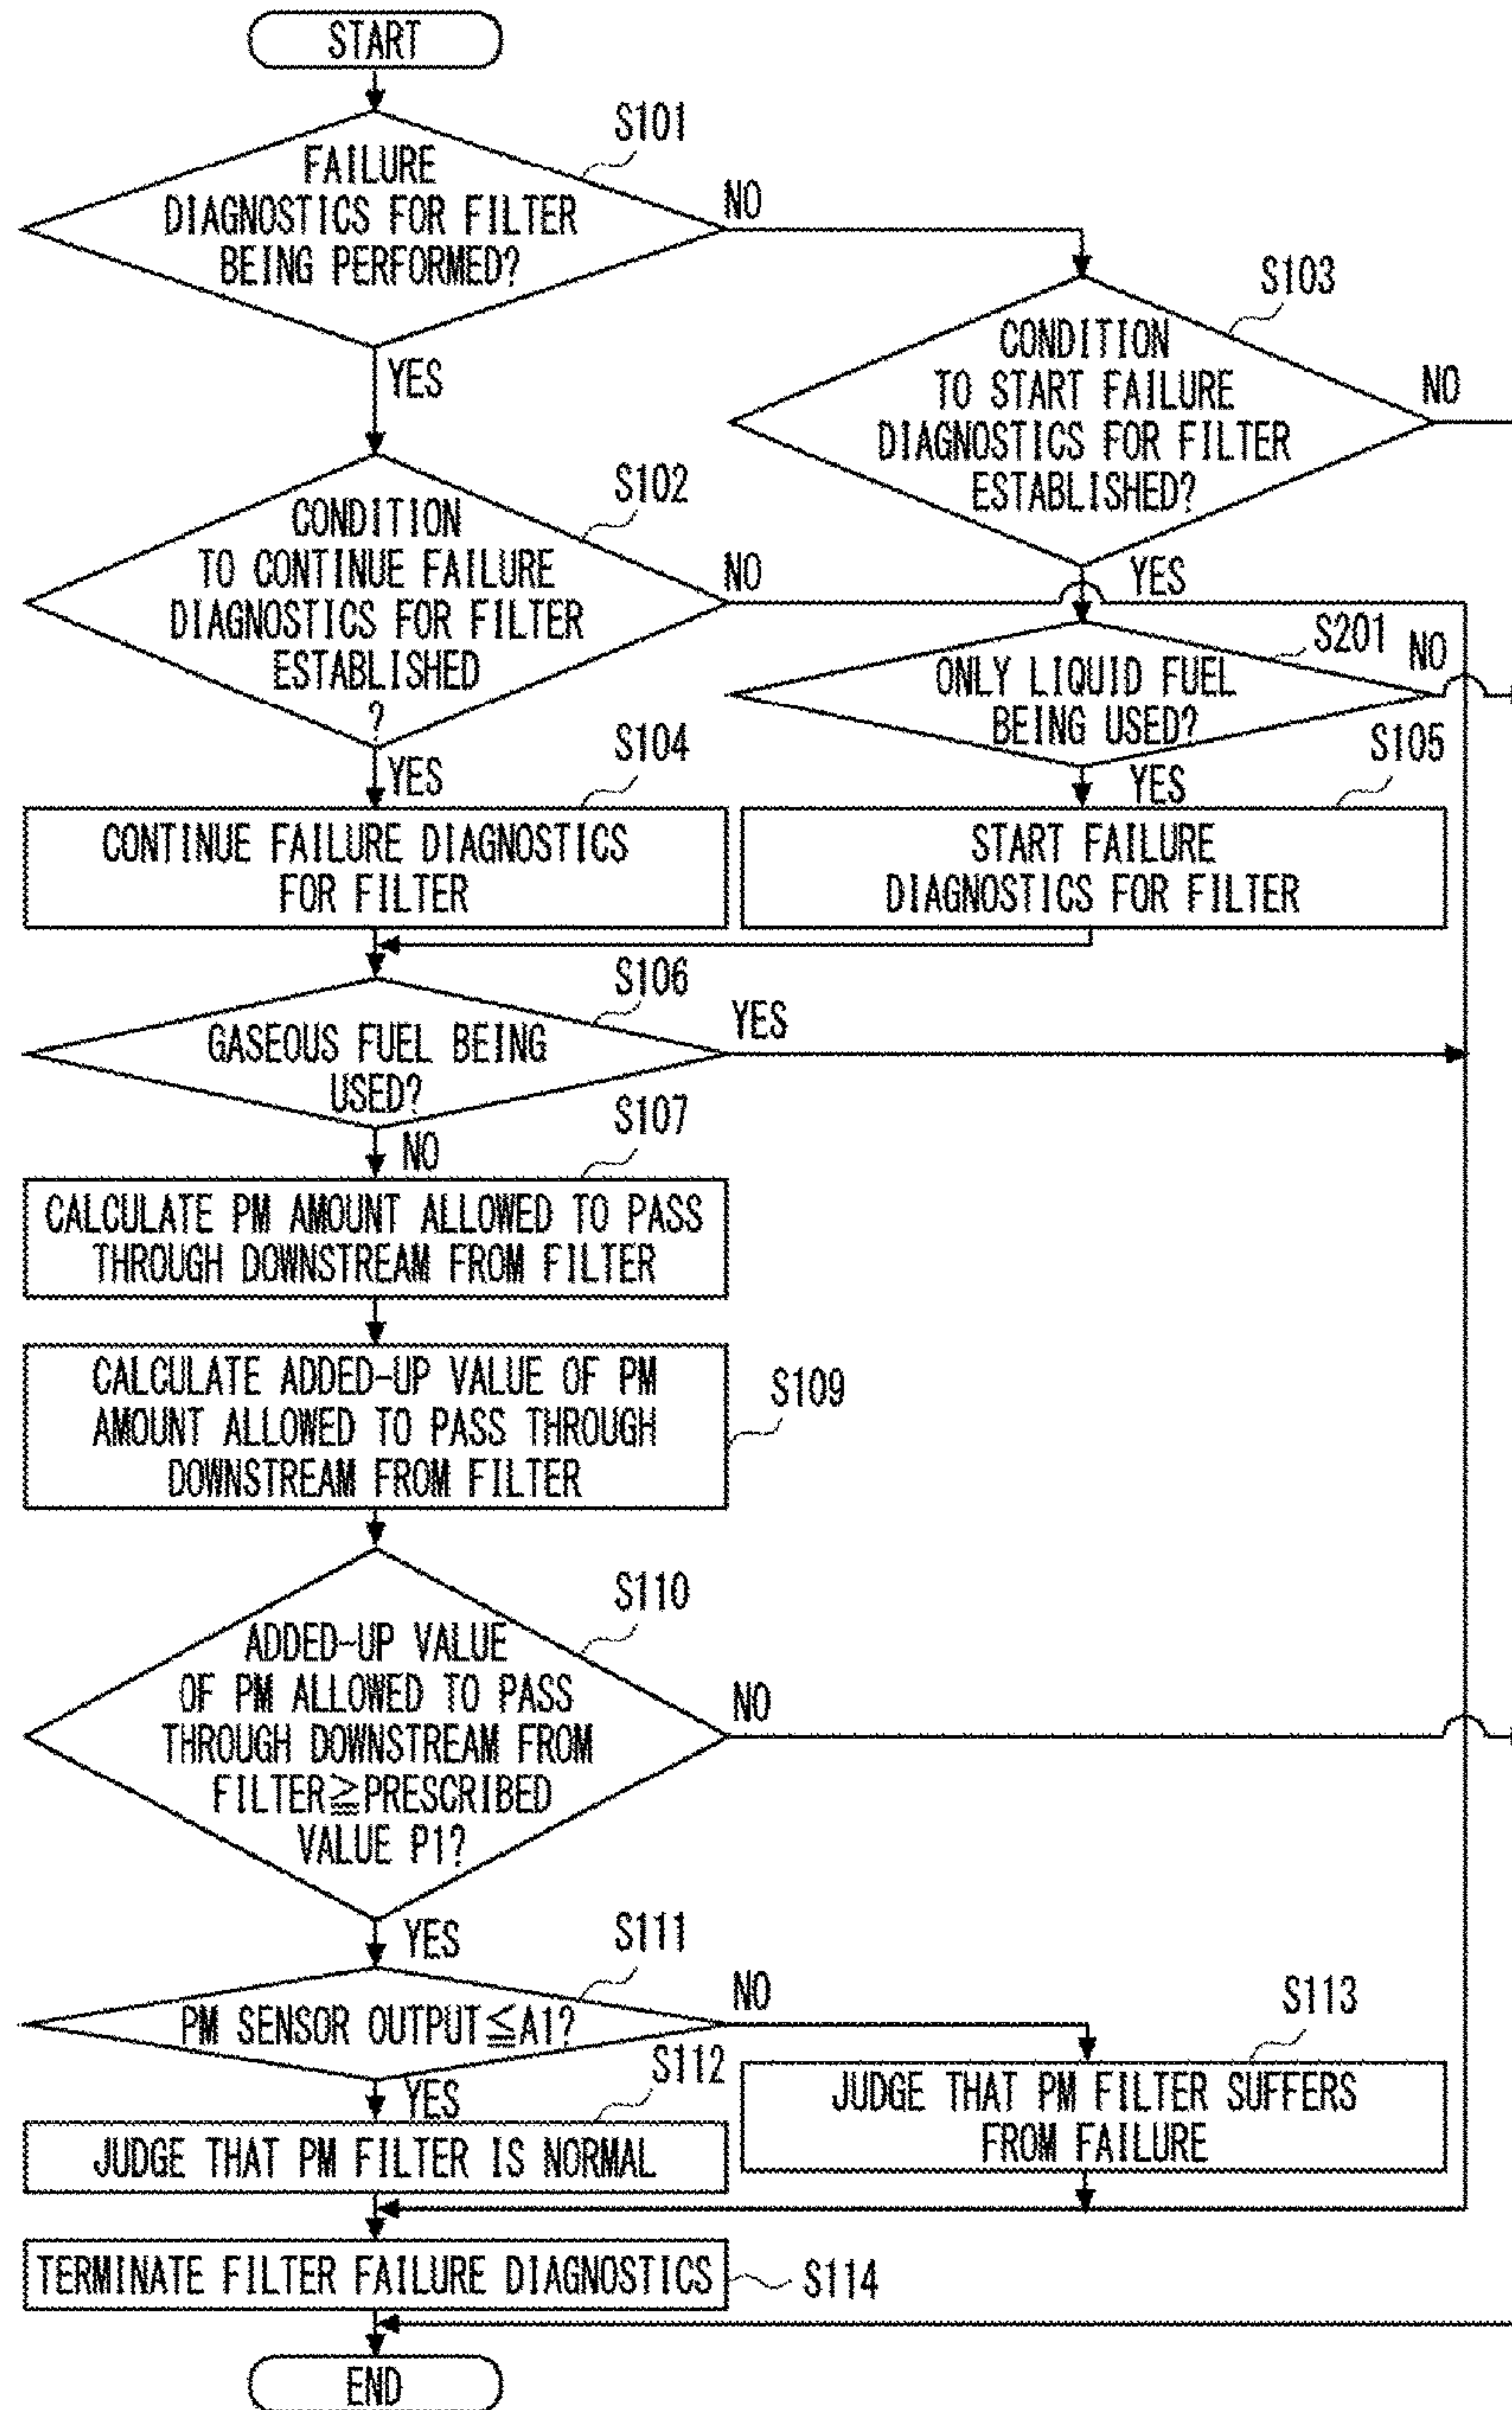 START
S101
FAILURE
DIAGNOSTICS FOR FILTER
BEING PERFORMED?
NO
YES
S103
CONDITION
TO START FAILURE
DIAGNOSTICS FOR FILTER
ESTABLISHED?
NO
YES
S102
CONDITION
TO CONTINUE FAILURE
DIAGNOSTICS FOR FILTER
ESTABLISHED
?
NO
YES
S201
ONLY LIQUID FUEL
BEING USED?
NO
YES
S104
CONTINUE FAILURE DIAGNOSTICS
FOR FILTER
S105
START FAILURE
DIAGNOSTICS FOR FILTER
S106
GASEOUS FUEL BEING
USED?
YES
NO
S107
CALCULATE PM AMOUNT ALLOWED TO PASS
THROUGH DOWNSTREAM FROM FILTER
CALCULATE ADDED-UP VALUE OF PM
AMOUNT ALLOWED TO PASS THROUGH
DOWNSTREAM FROM FILTER
S109
S110
ADDED-UP VALUE
OF PM ALLOWED TO PASS
THROUGH DOWNSTREAM FROM
FILTER≧PRESCRIBED
VALUE P1?
NO
YES
S111
PM SENSOR OUTPUT≦A1?
NO
YES
S112
JUDGE THAT PM FILTER IS NORMAL
S113
JUDGE THAT PM FILTER SUFFERS
FROM FAILURE
TERMINATE FILTER FAILURE DIAGNOSTICS
S114
END